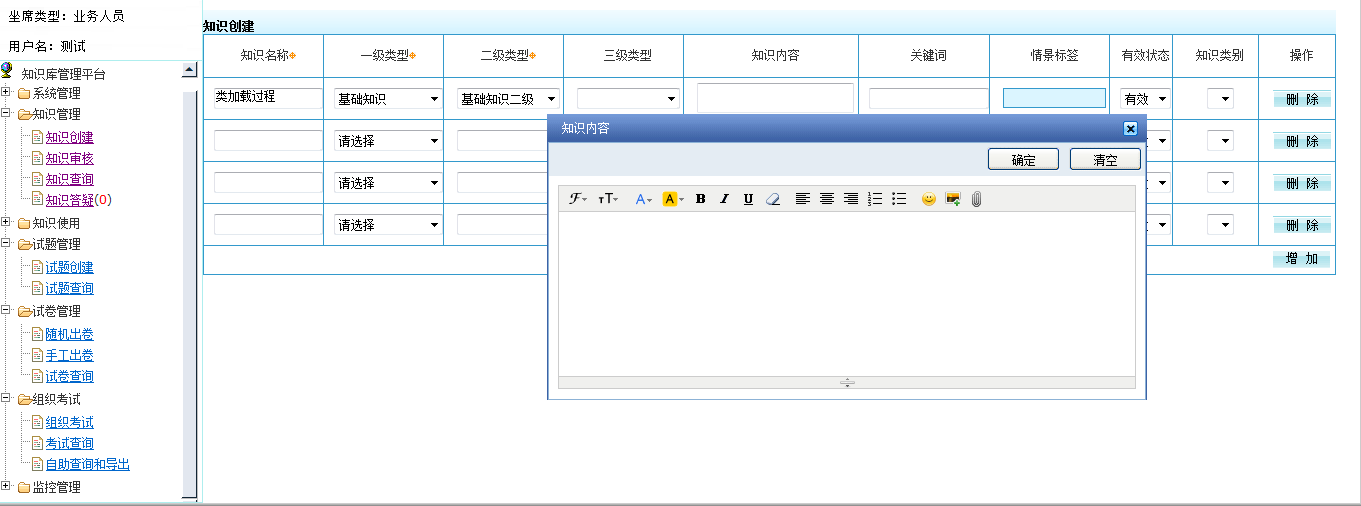 坐席类型：业务人员
用户名：测试
知识库管理平台
系统管理
知识管理
知识创建
知识审核
知识查询
知识答疑(0)
知识使用
试题管理
试题创建
试题查询
试卷管理
随机出卷
手工出卷
试卷查询
组织考试
组织考试
考试查询
自助查询和导出
监控管理
知识创建
知识名称 一级类型 二级类型 三级类型 知识内容 关键词 情景标签 有效状态 知识类别 操作
类加载过程 基础知识 基础知识二级 有效 删 除
请选择 删 除
请选择 删 除
请选择 删 除
增 加
知识内容
确定 清空
F TT A A B I U